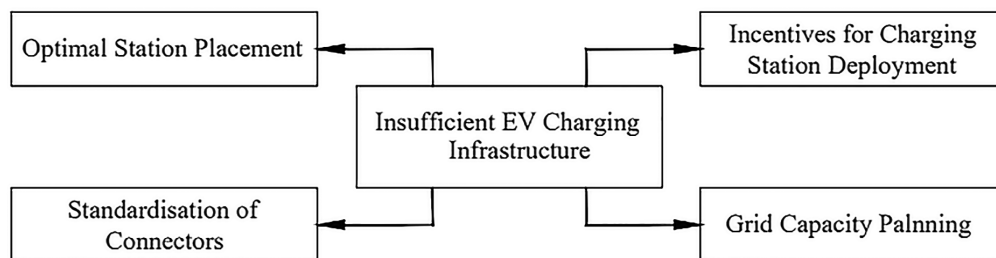 Optimal Station Placement
Incentives for Charging
Station Deployment
Insufficient EV Charging
Infrastructure
Standardisation of
Connectors
Grid Capacity Palnning